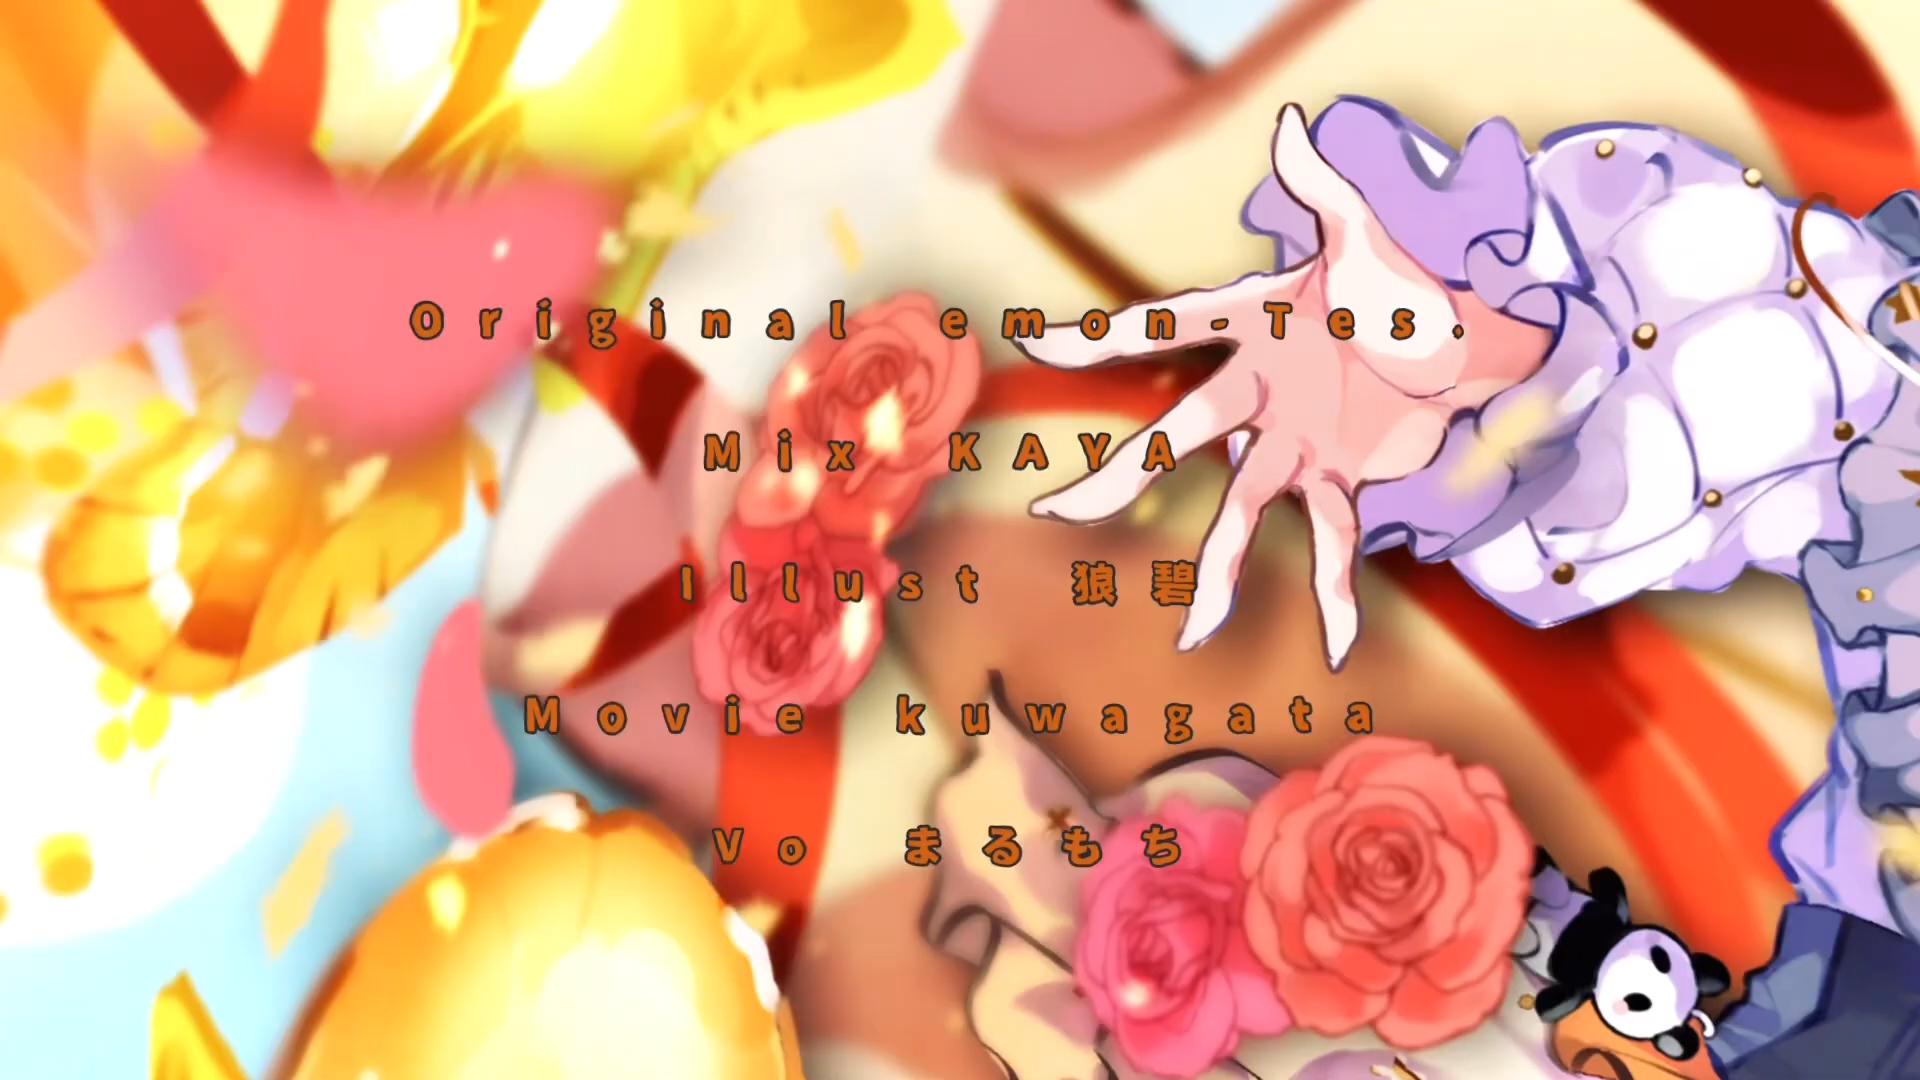 Original emon-Tes.
Mix KAYA
Illust 狼碧
Movie kuwagata
Vo まるもち